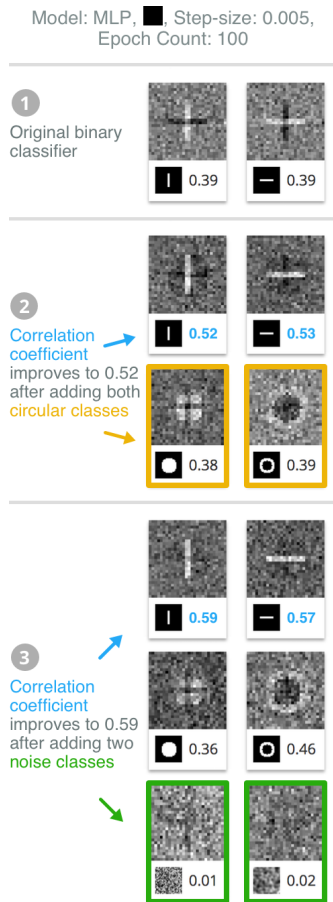 Model: MLP, , Step-size: 0.005,
Epoch Count: 100
1
Original binary
classifier
0.39
0.39
2
Correlation
coefficient
improves to 0.52
after adding both
circular classes
0.52
0.53
0.38
0.39
3
Correlation
coefficient
improves to 0.59
after adding two
noise classes
0.59
0.57
0.36
0.46
0.01
0.02